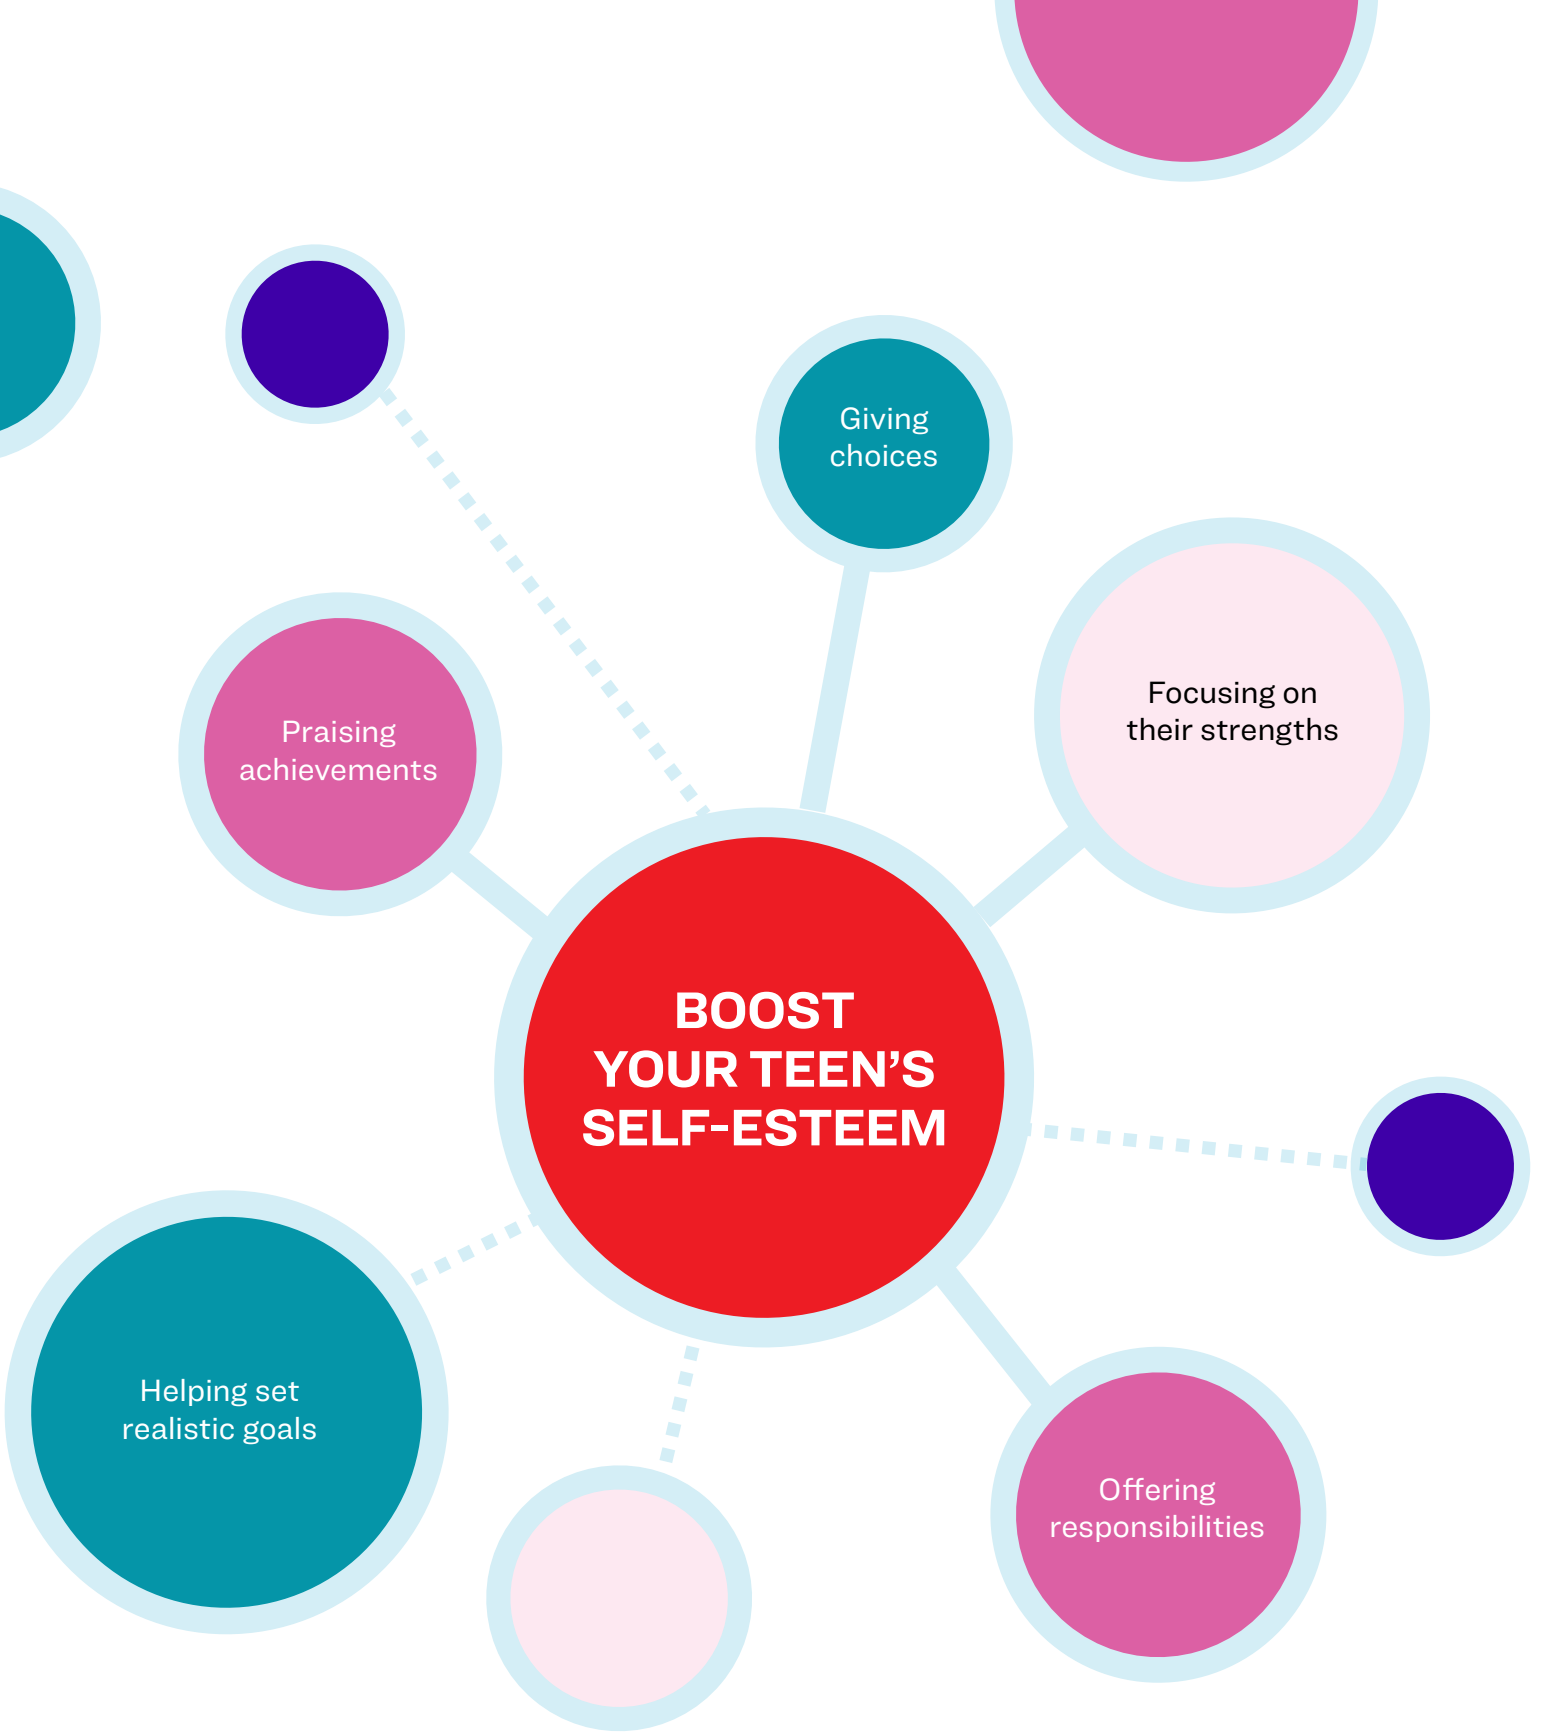 Giving
choices
Focusing on
their strengths
Praising
achievements
BOOST
YOUR TEEN’S
SELF-ESTEEM
Helping set
realistic goals
Offering
responsibilities